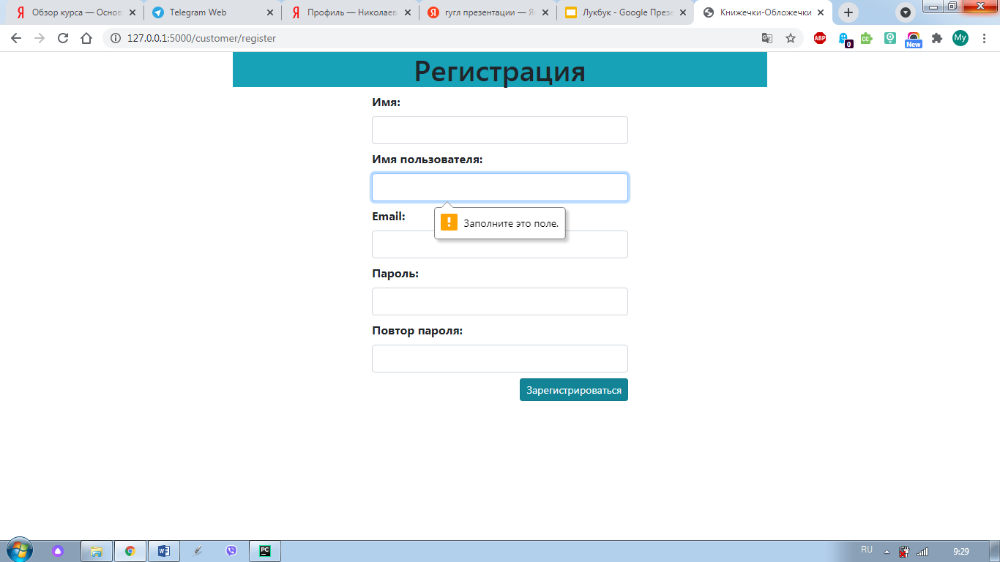 Обзор курса — Основ
Telegram Web
Профиль — Николаев
гугл презентации — Я
Лукбук - Google Презе
Книжечки-Обложечки
127.0.0.1:5000/customer/register
ABP
0
CC
New
My
Регистрация
Имя:
Имя пользователя:
Заполните это поле.
Email:
Пароль:
Повтор пароля:
Зарегистрироваться
PC
RU
9:29